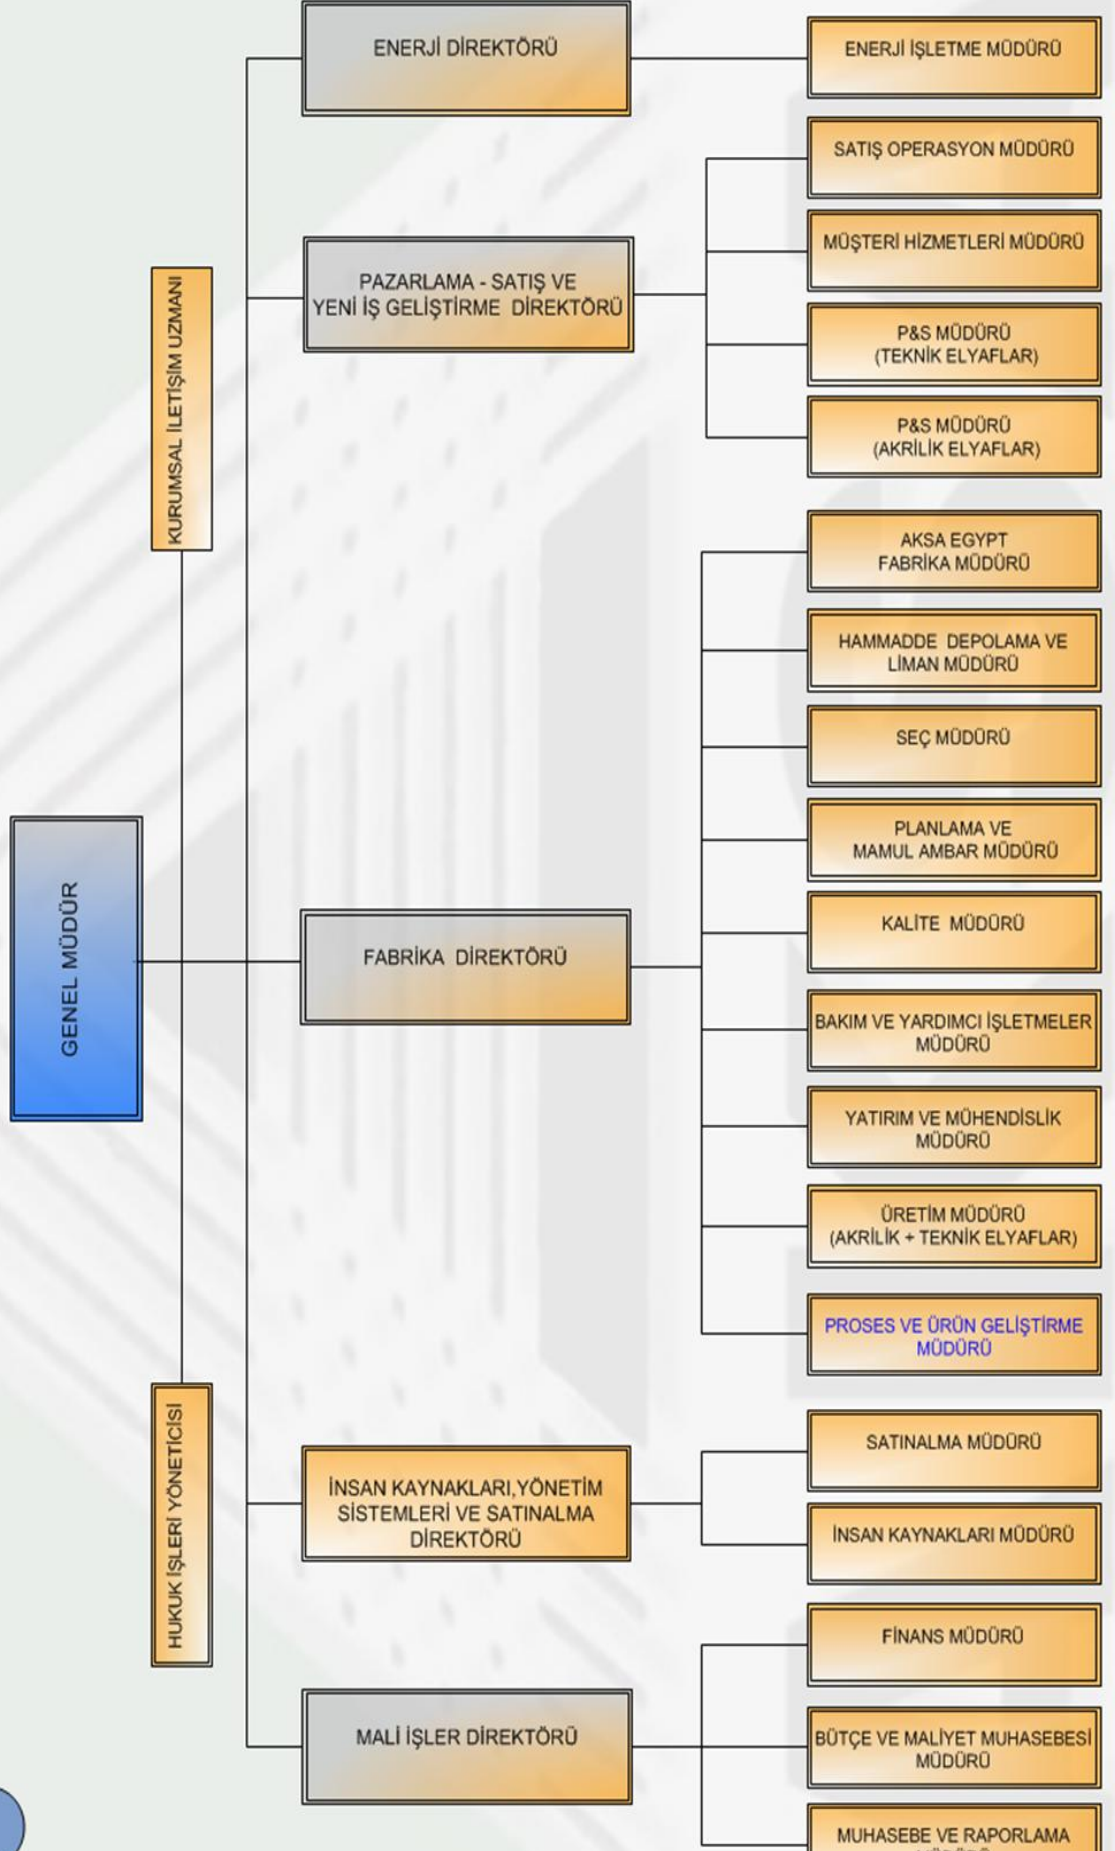 ENERJİ DİREKTÖRÜ
ENERJİ İŞLETME MÜDÜRÜ
SATIŞ OPERASYON MÜDÜRÜ
MÜŞTERİ HİZMETLERİ MÜDÜRÜ
PAZARLAMA - SATIŞ VE
YENİ İŞ GELİŞTİRME DİREKTÖRÜ
P&S MÜDÜRÜ
(TEKNİK ELYAFLAR)
P&S MÜDÜRÜ
(AKRİLİK ELYAFLAR)
KURUMSAL İLETİŞİM UZMANI
AKSA EGYPT
FABRİKA MÜDÜRÜ
HAMMADDE DEPOLAMA VE
LİMAN MÜDÜRÜ
SEÇ MÜDÜRÜ
PLANLAMA VE
MAMUL AMBAR MÜDÜRÜ
KALİTE MÜDÜRÜ
GENEL MÜDÜR
FABRİKA DİREKTÖRÜ
BAKIM VE YARDIMCI İŞLETMELER
MÜDÜRÜ
YATIRIM VE MÜHENDİSLİK
MÜDÜRÜ
ÜRETİM MÜDÜRÜ
(AKRİLİK + TEKNİK ELYAFLAR)
PROSES VE ÜRÜN GELİŞTİRME
MÜDÜRÜ
HUKUK İŞLERİ YÖNETİCİSİ
İNSAN KAYNAKLARI,YÖNETİM
SİSTEMLERİ VE SATINALMA
DİREKTÖRÜ
SATINALMA MÜDÜRÜ
İNSAN KAYNAKLARI MÜDÜRÜ
FİNANS MÜDÜRÜ
MALİ İŞLER DİREKTÖRÜ
BÜTÇE VE MALİYET MUHASEBESİ
MÜDÜRÜ
MUHASEBE VE RAPORLAMA